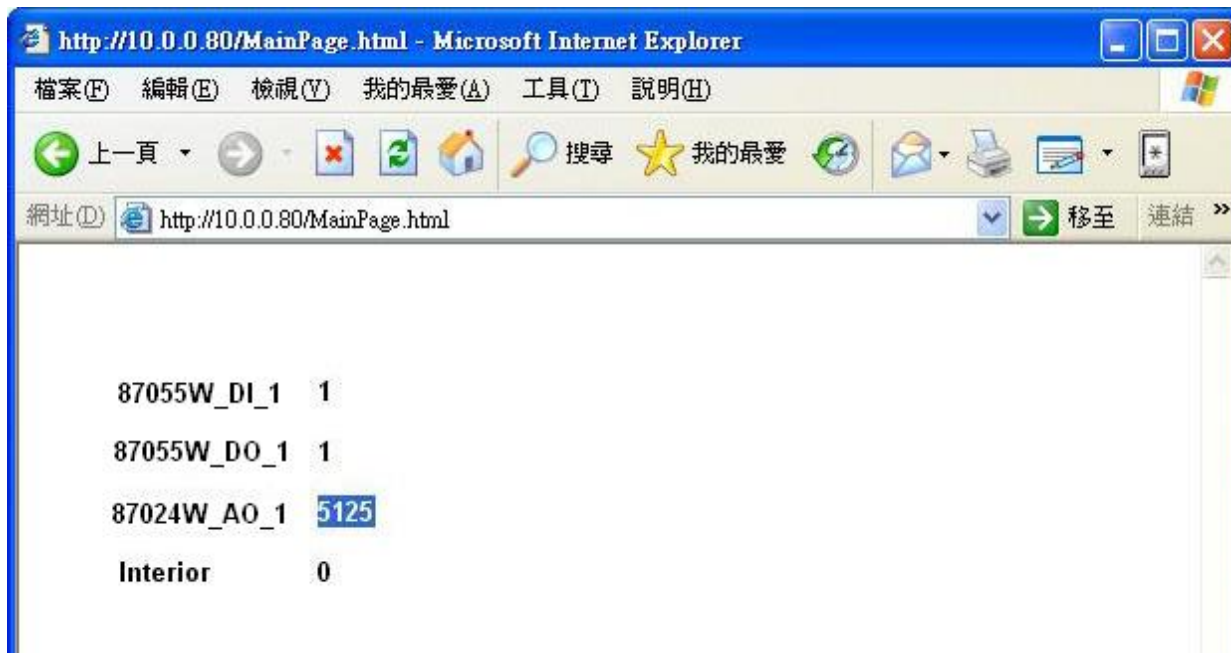 http://10.0.0.80/MainPage.html - Microsoft Internet Explorer
檔案(F) 編輯(E) 檢視(V) 我的最愛(A) 工具(T) 說明(H)
上一頁 搜尋 我的最愛
網址(D) http://10.0.0.80/MainPage.html 移至 連結 »
87055W_DI_1 1
87055W_DO_1 1
87024W_AO_1 5125
Interior 0